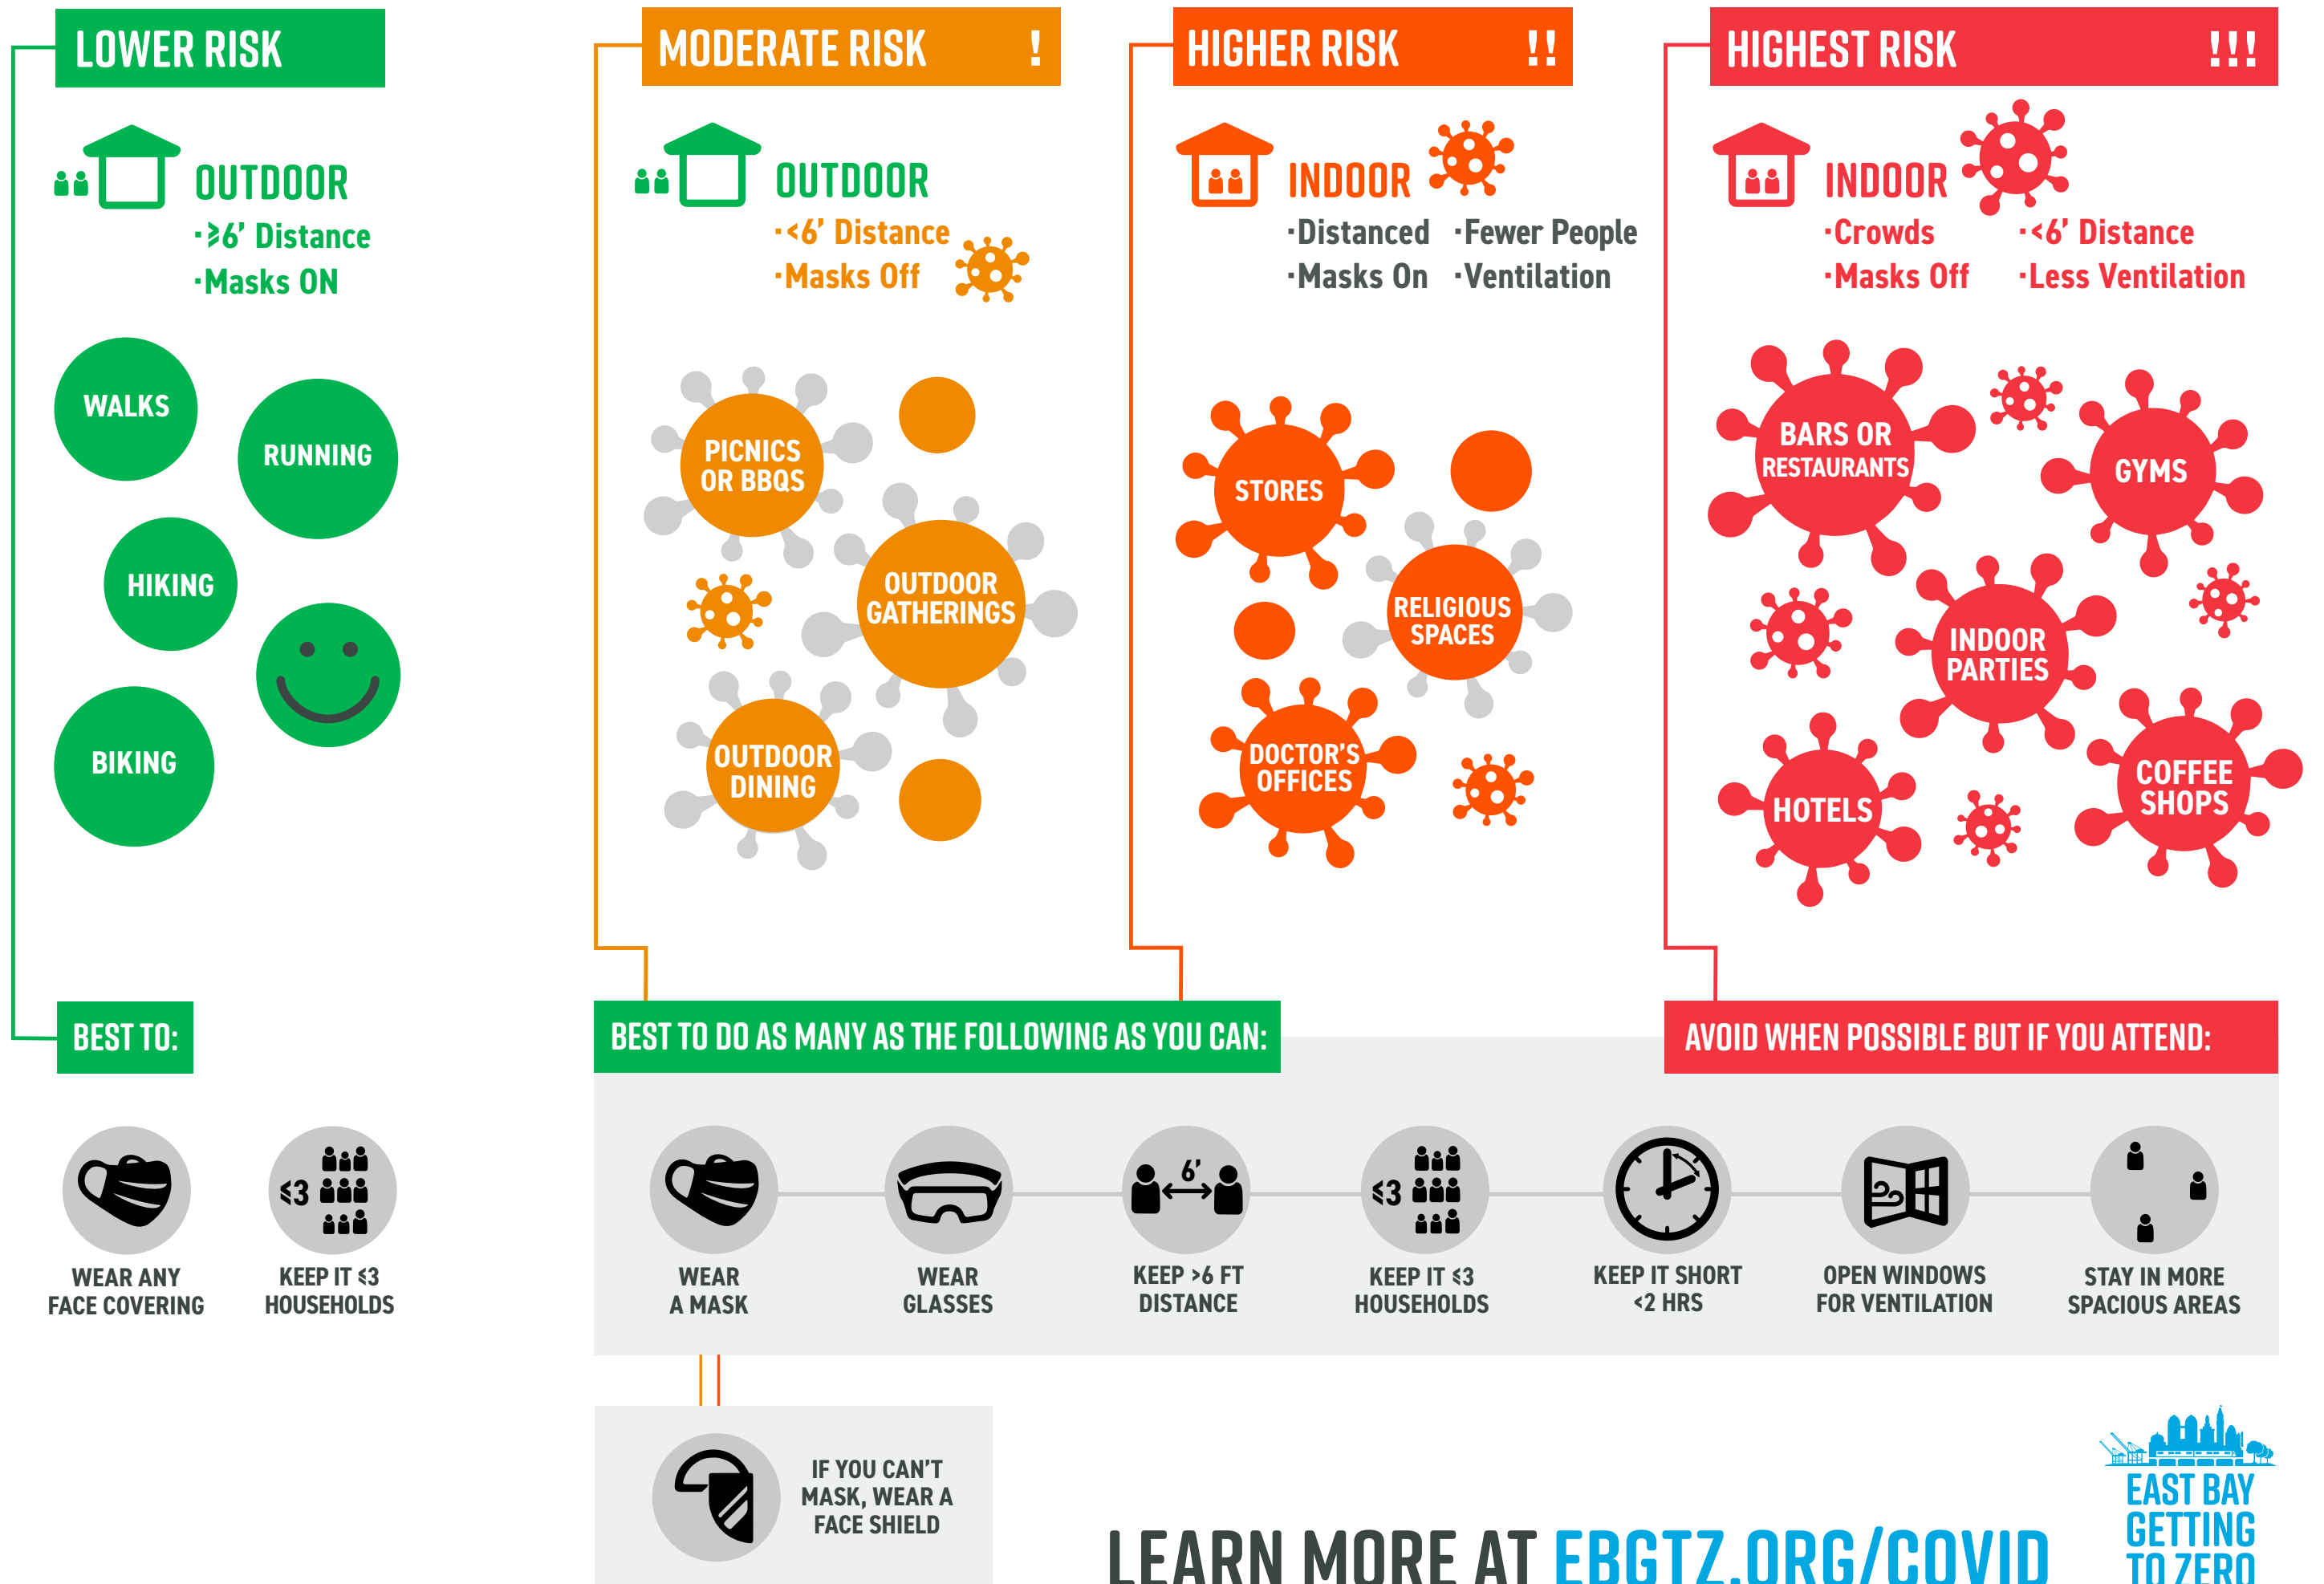 LOWER RISK
OUTDOOR
·≥6’ Distance
·Masks ON
WALKS
RUNNING
HIKING
BIKING
BEST TO:
WEAR ANY
FACE COVERING
≤3
KEEP IT ≤3
HOUSEHOLDS
MODERATE RISK !
OUTDOOR
·<6’ Distance
·Masks Off
PICNICS
OR BBQS
OUTDOOR
GATHERINGS
OUTDOOR
DINING
HIGHER RISK !!
INDOOR
·Distanced ·Fewer People
·Masks On ·Ventilation
STORES
RELIGIOUS
SPACES
DOCTOR’S
OFFICES
HIGHEST RISK !!!
INDOOR
·Crowds ·<6’ Distance
·Masks Off ·Less Ventilation
BARS OR
RESTAURANTS
GYMS
INDOOR
PARTIES
HOTELS
COFFEE
SHOPS
BEST TO DO AS MANY AS THE FOLLOWING AS YOU CAN:
AVOID WHEN POSSIBLE BUT IF YOU ATTEND:
WEAR
A MASK
WEAR
GLASSES
6’
KEEP >6 FT
DISTANCE
≤3
KEEP IT ≤3
HOUSEHOLDS
KEEP IT SHORT
<2 HRS
OPEN WINDOWS
FOR VENTILATION
STAY IN MORE
SPACIOUS AREAS
IF YOU CAN’T
MASK, WEAR A
FACE SHIELD
LEARN MORE AT EBGTZ.ORG/COVID
EAST BAY
GETTING
TO ZERO